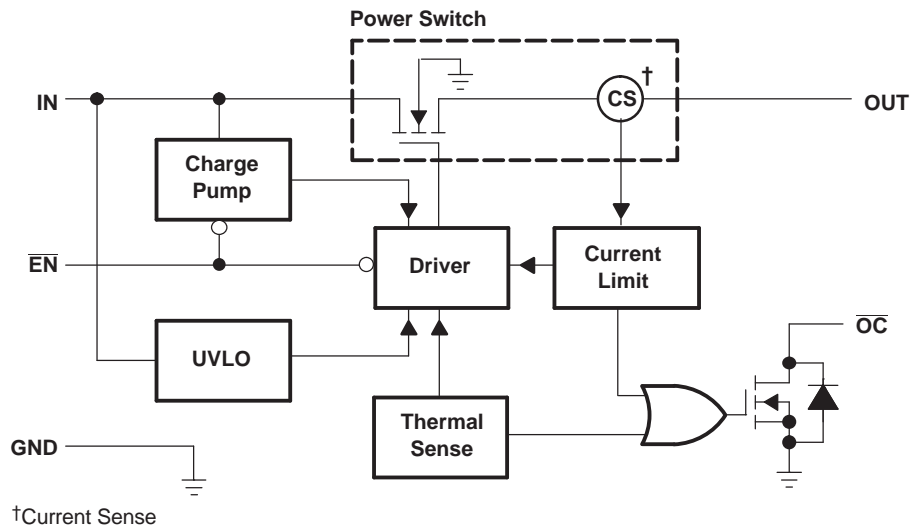 Power Switch
†
IN
CS
OUT
Charge
Pump
EN
Driver
Current
Limit
OC
UVLO
Thermal
Sense
GND
†Current Sense